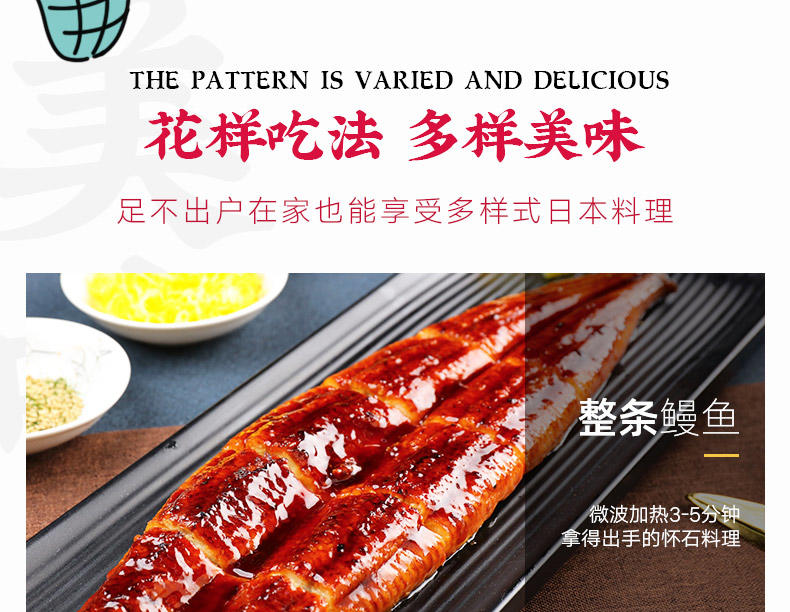 THE PATTERN IS VARIED AND DELICIOUS
花样吃法 多样美味
足不出户在家也能享受多样式日本料理
整条鳗鱼
微波加热3-5分钟
拿得出手的怀石料理